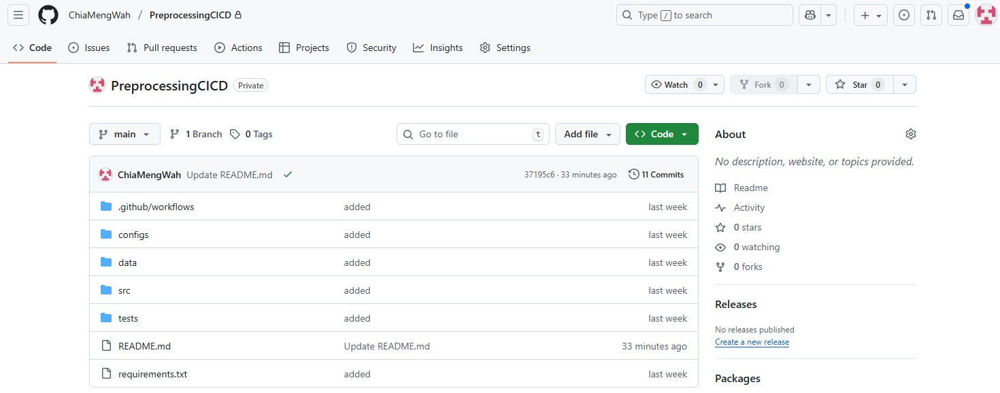 ChiaMengWah / PreprocessingCICD
Type / to search
Code Issues Pull requests Actions Projects Security Insights Settings
PreprocessingCICD Private
Watch 0 Fork 0 Star 0
main 1 Branch 0 Tags Go to file t Add file Code
ChiaMengWah Update README.md 37195c6 · 33 minutes ago 11 Commits
.github/workflows added last week
configs added last week
data added last week
src added last week
tests added last week
README.md Update README.md 33 minutes ago
requirements.txt added last week
About
No description, website, or topics provided.
Readme
Activity
0 stars
0 watching
0 forks
Releases
No releases published
Create a new release
Packages